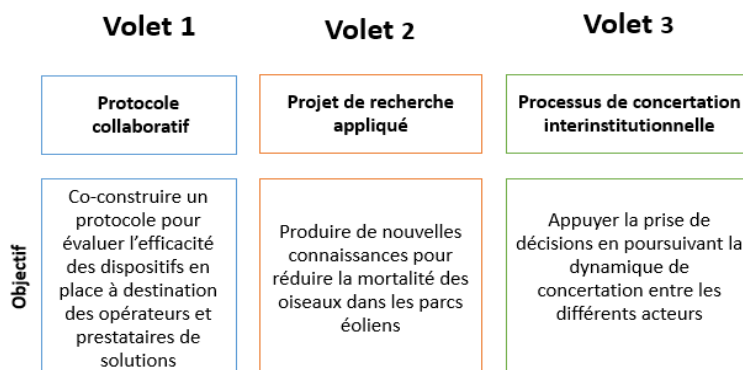 Volet 1
Volet 2
Volet 3
Protocole
collaboratif
Projet de recherche
appliqué
Processus de concertation
interinstitutionnelle
Objectif
Co-construire un
protocole pour
évaluer l'efficacité
des dispositifs en
place à destination
des opérateurs et
prestataires de
solutions
Produire de nouvelles
connaissances pour
réduire la mortalité des
oiseaux dans les parcs
éoliens
Appuyer la prise de
décisions en poursuivant la
dynamique de
concertation entre les
différents acteurs